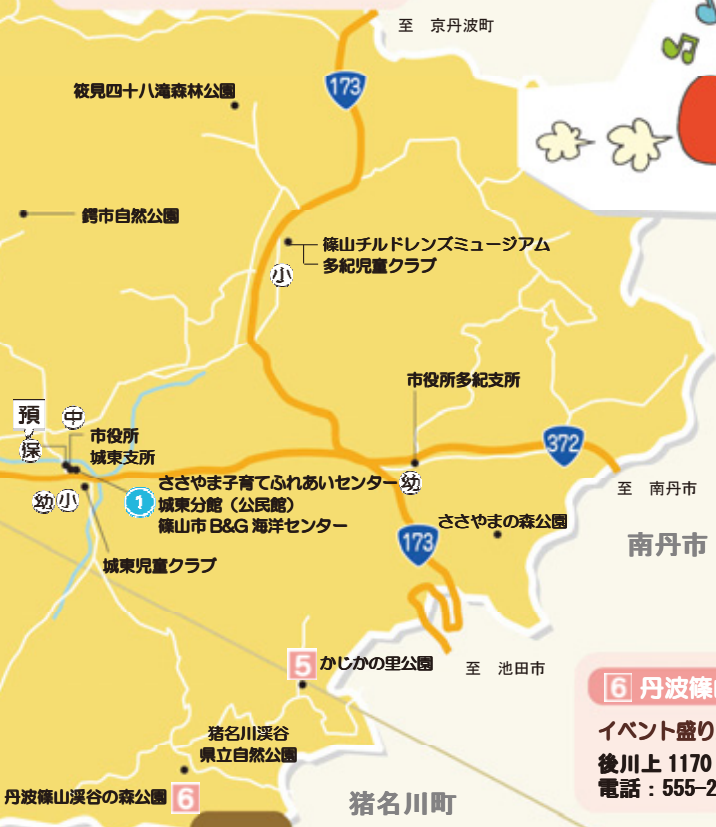 至 京丹波町
173
筱見四十八滝森林公園
鍔市自然公園
篠山チルドレンズミュージアム
多紀児童クラブ
小
市役所多紀支所
預
中
保
市役所
城東支所
372
ささやま子育てふれあいセンター
幼
幼
小
1
城東分館（公民館）
篠山市 B&G 海洋センター
至 南丹市
ささやまの森公園
173
南丹市
城東児童クラブ
5
かじかの里公園
至 池田市
6 丹波篠山
イベント盛り
猪名川渓谷
県立自然公園
後川上 1170
電話：555-2
丹波篠山渓谷の森公園
6
猪名川町